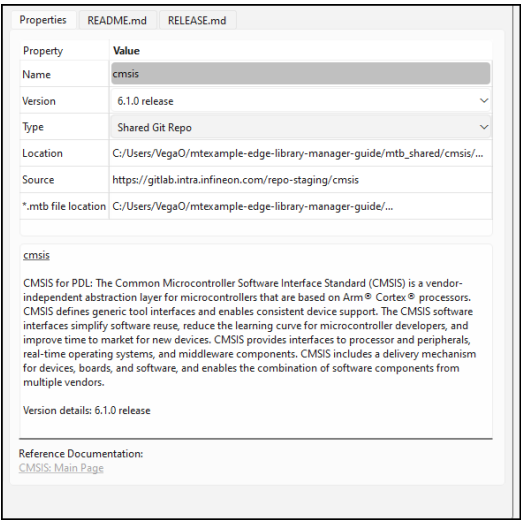 Properties README.md RELEASE.md
Property Value
Name cmsis
Version 6.1.0 release
Type Shared Git Repo
Location C:/Users/VegaO/mtexample-edge-library-manager-guide/mtb_shared/cmsis/...
Source https://gitlab.intra.infineon.com/repo-staging/cmsis
*.mtb file location C:/Users/VegaO/mtexample-edge-library-manager-guide/...
cmsis
CMSIS for PDL: The Common Microcontroller Software Interface Standard (CMSIS) is a vendor-
independent abstraction layer for microcontrollers that are based on Arm® Cortex® processors.
CMSIS defines generic tool interfaces and enables consistent device support. The CMSIS software
interfaces simplify software reuse, reduce the learning curve for microcontroller developers, and
improve time to market for new devices. CMSIS provides interfaces to processor and peripherals,
real-time operating systems, and middleware components. CMSIS includes a delivery mechanism
for devices, boards, and software, and enables the combination of software components from
multiple vendors.
Version details: 6.1.0 release
Reference Documentation:
CMSIS: Main Page